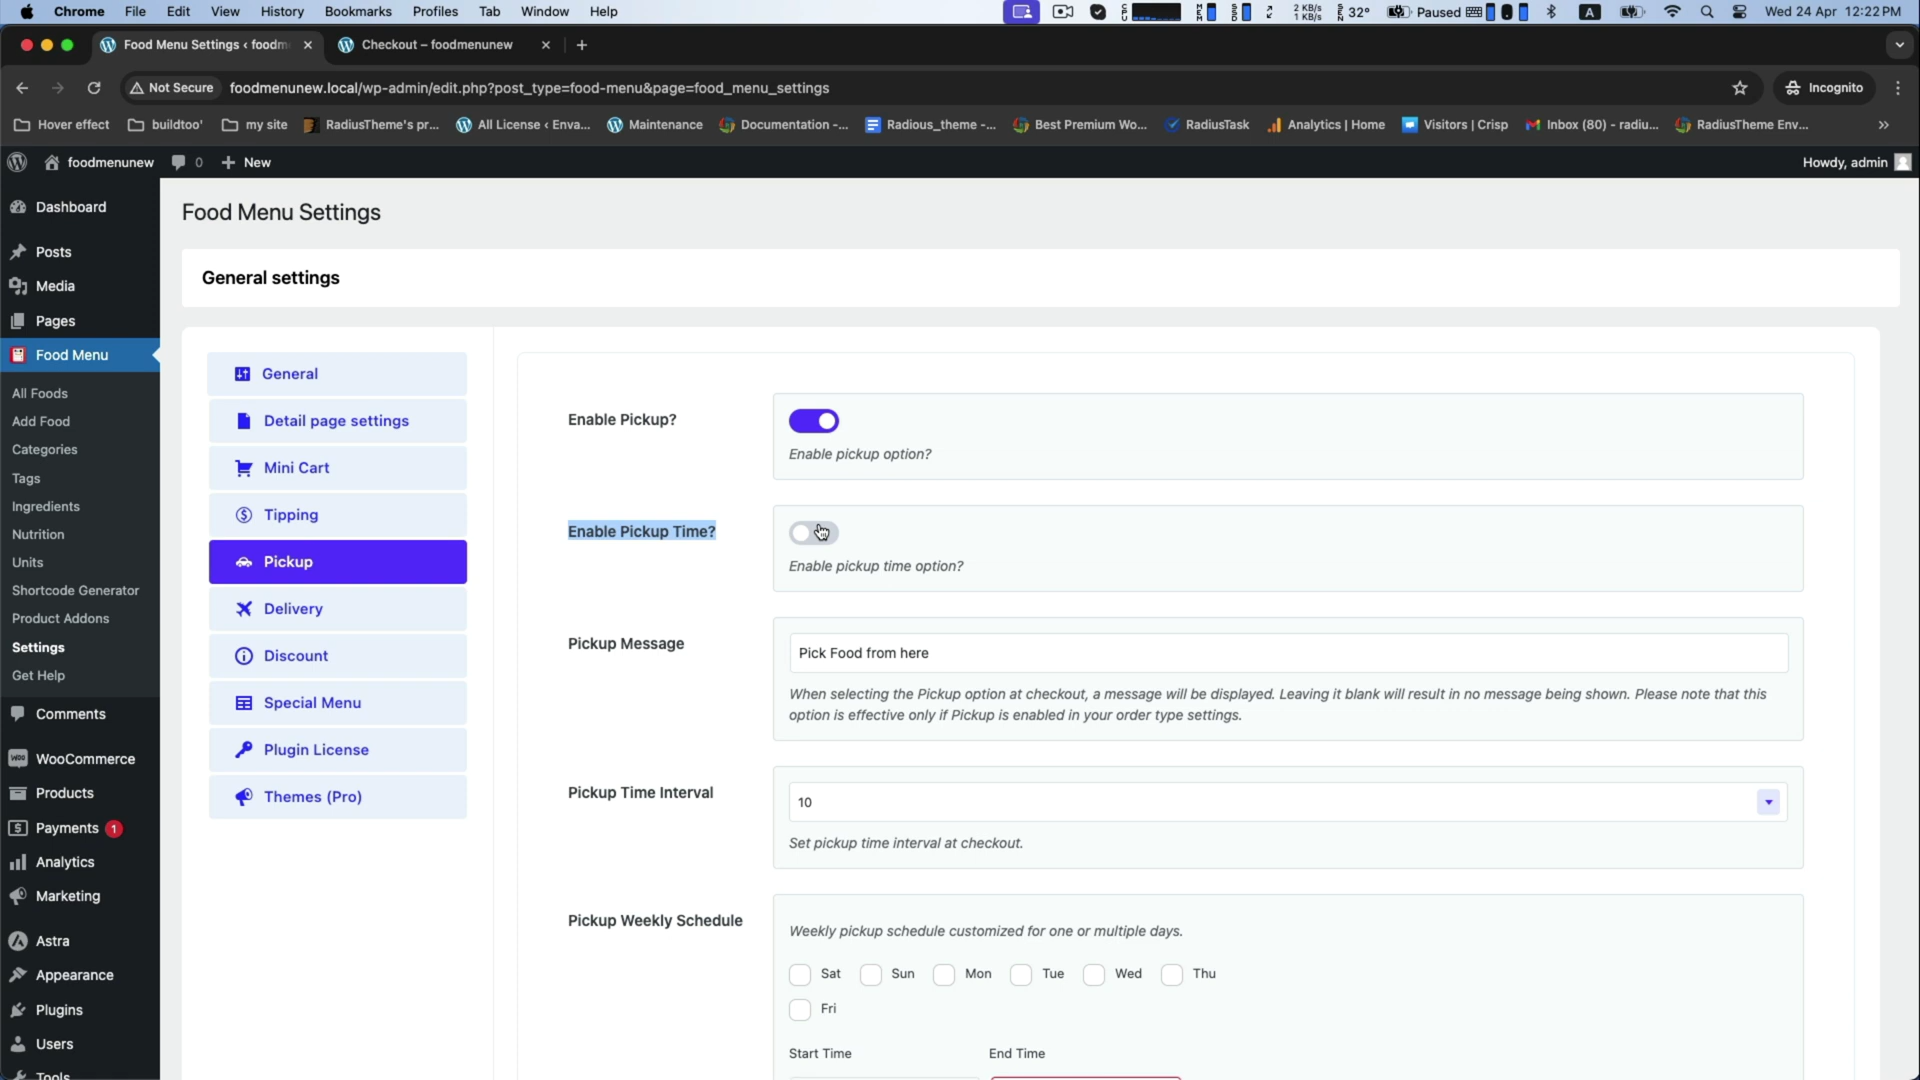 Chrome File Edit View History Bookmarks Profiles Tab Window Help
2 KB/s
1 KB/s
32° Paused A Wed 24 Apr 12:22 PM
Food Menu Settings ‹ foodm
Checkout – foodmenunew
Not Secure foodmenunew.local/wp-admin/edit.php?post_type=food-menu&page=food_menu_settings
Incognito
Hover effect buildtoo' my site RadiusTheme's pr... All License ‹ Enva... Maintenance Documentation -... Radious_theme -... Best Premium Wo... RadiusTask Analytics | Home Visitors | Crisp Inbox (80) - radiu... RadiusTheme Env...
foodmenunew 0 New
Howdy, admin
Dashboard
Posts
Media
Pages
Food Menu
All Foods
Add Food
Categories
Tags
Ingredients
Nutrition
Units
Shortcode Generator
Product Addons
Settings
Get Help
Comments
WooCommerce
Products
Payments 1
Analytics
Marketing
Astra
Appearance
Plugins
Users
Tools
Food Menu Settings
General settings
General
Detail page settings
Mini Cart
Tipping
Pickup
Delivery
Discount
Special Menu
Plugin License
Themes (Pro)
Enable Pickup?
Enable pickup option?
Enable Pickup Time?
Enable pickup time option?
Pickup Message
Pick Food from here
When selecting the Pickup option at checkout, a message will be displayed. Leaving it blank will result in no message being shown. Please note that this
option is effective only if Pickup is enabled in your order type settings.
Pickup Time Interval
10
Set pickup time interval at checkout.
Pickup Weekly Schedule
Weekly pickup schedule customized for one or multiple days.
Sat Sun Mon Tue Wed Thu
Fri
Start Time End Time